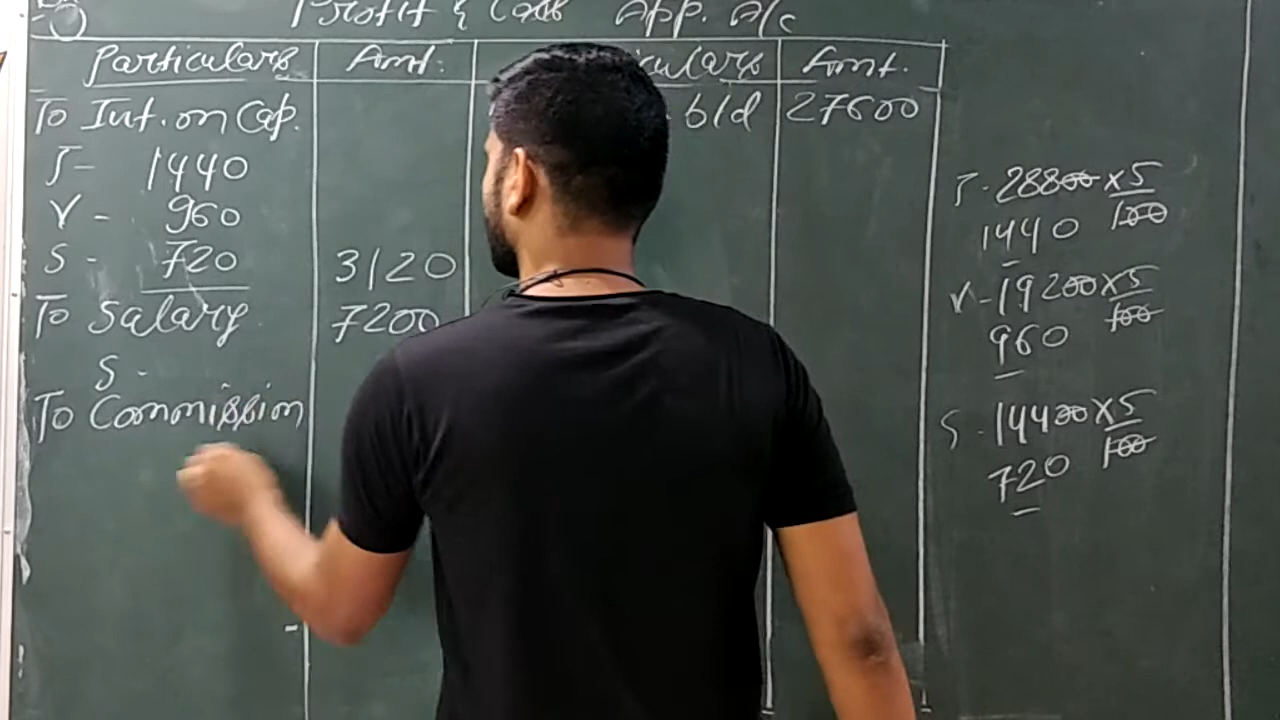 Profit & Loss App. A/c
Particulars Amt. iculars Amt.
To Int. on Cap. b/d 27600
J - 1440
V - 960
S - 720 3120
To Salary 7200
S -
To Commission
J - 28800 x 5
100
1440
V - 19200 x 5
100
960
S - 14400 x 5
100
720